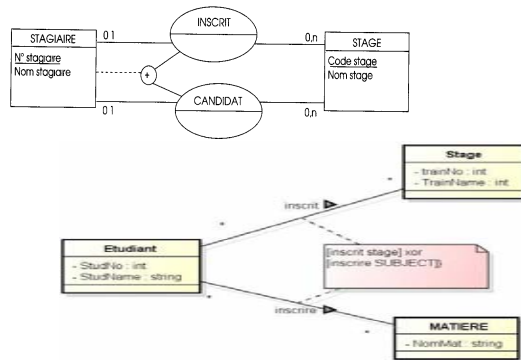 INSCRIT
STAGIAIRE
0 1
0,n
STAGE
N° stagiaire
Nom stagiaire
+
Code stage
Nom stage
CANDIDAT
0 1
0,n
Stage
- trainNo : int
- TrainName : int
*
inscrit
*
Etudiant
- StudNo : int
- StudName : string
[inscrit stage] xor
[inscrire SUBJECT]}
*
inscrire
*
MATIERE
- NomMat : string